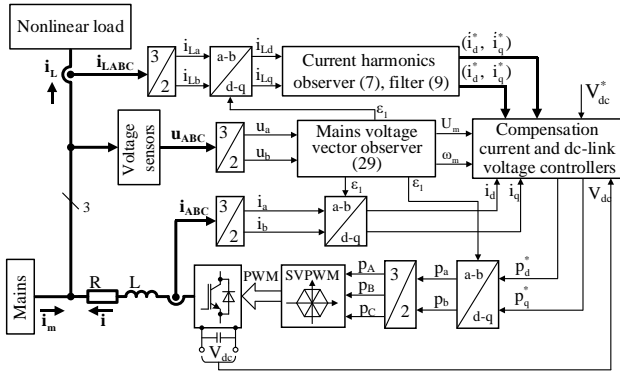 Nonlinear load
i_L
i_LABC
3
2
i_La
i_Lb
a-b
d-q
i_Ld
i_Lq
Current harmonics
observer (7), filter (9)
(i_d^*, i_q^*)
(i_d^*, i_q^*)
V_dc^*
ε_1
Voltage
sensors
u_ABC
3
2
u_a
u_b
Mains voltage
vector observer
(29)
U_m
ω_m
Compensation
current and dc-link
voltage controllers
3
i_ABC
3
2
i_a
i_b
ε_1
a-b
d-q
ε_1
i_d
i_q
V_dc
Mains
i_m
R
L
i
PWM
SVPWM
p_A
p_B
p_C
3
2
p_a
p_b
a-b
d-q
p_d^*
p_q^*
V_dc